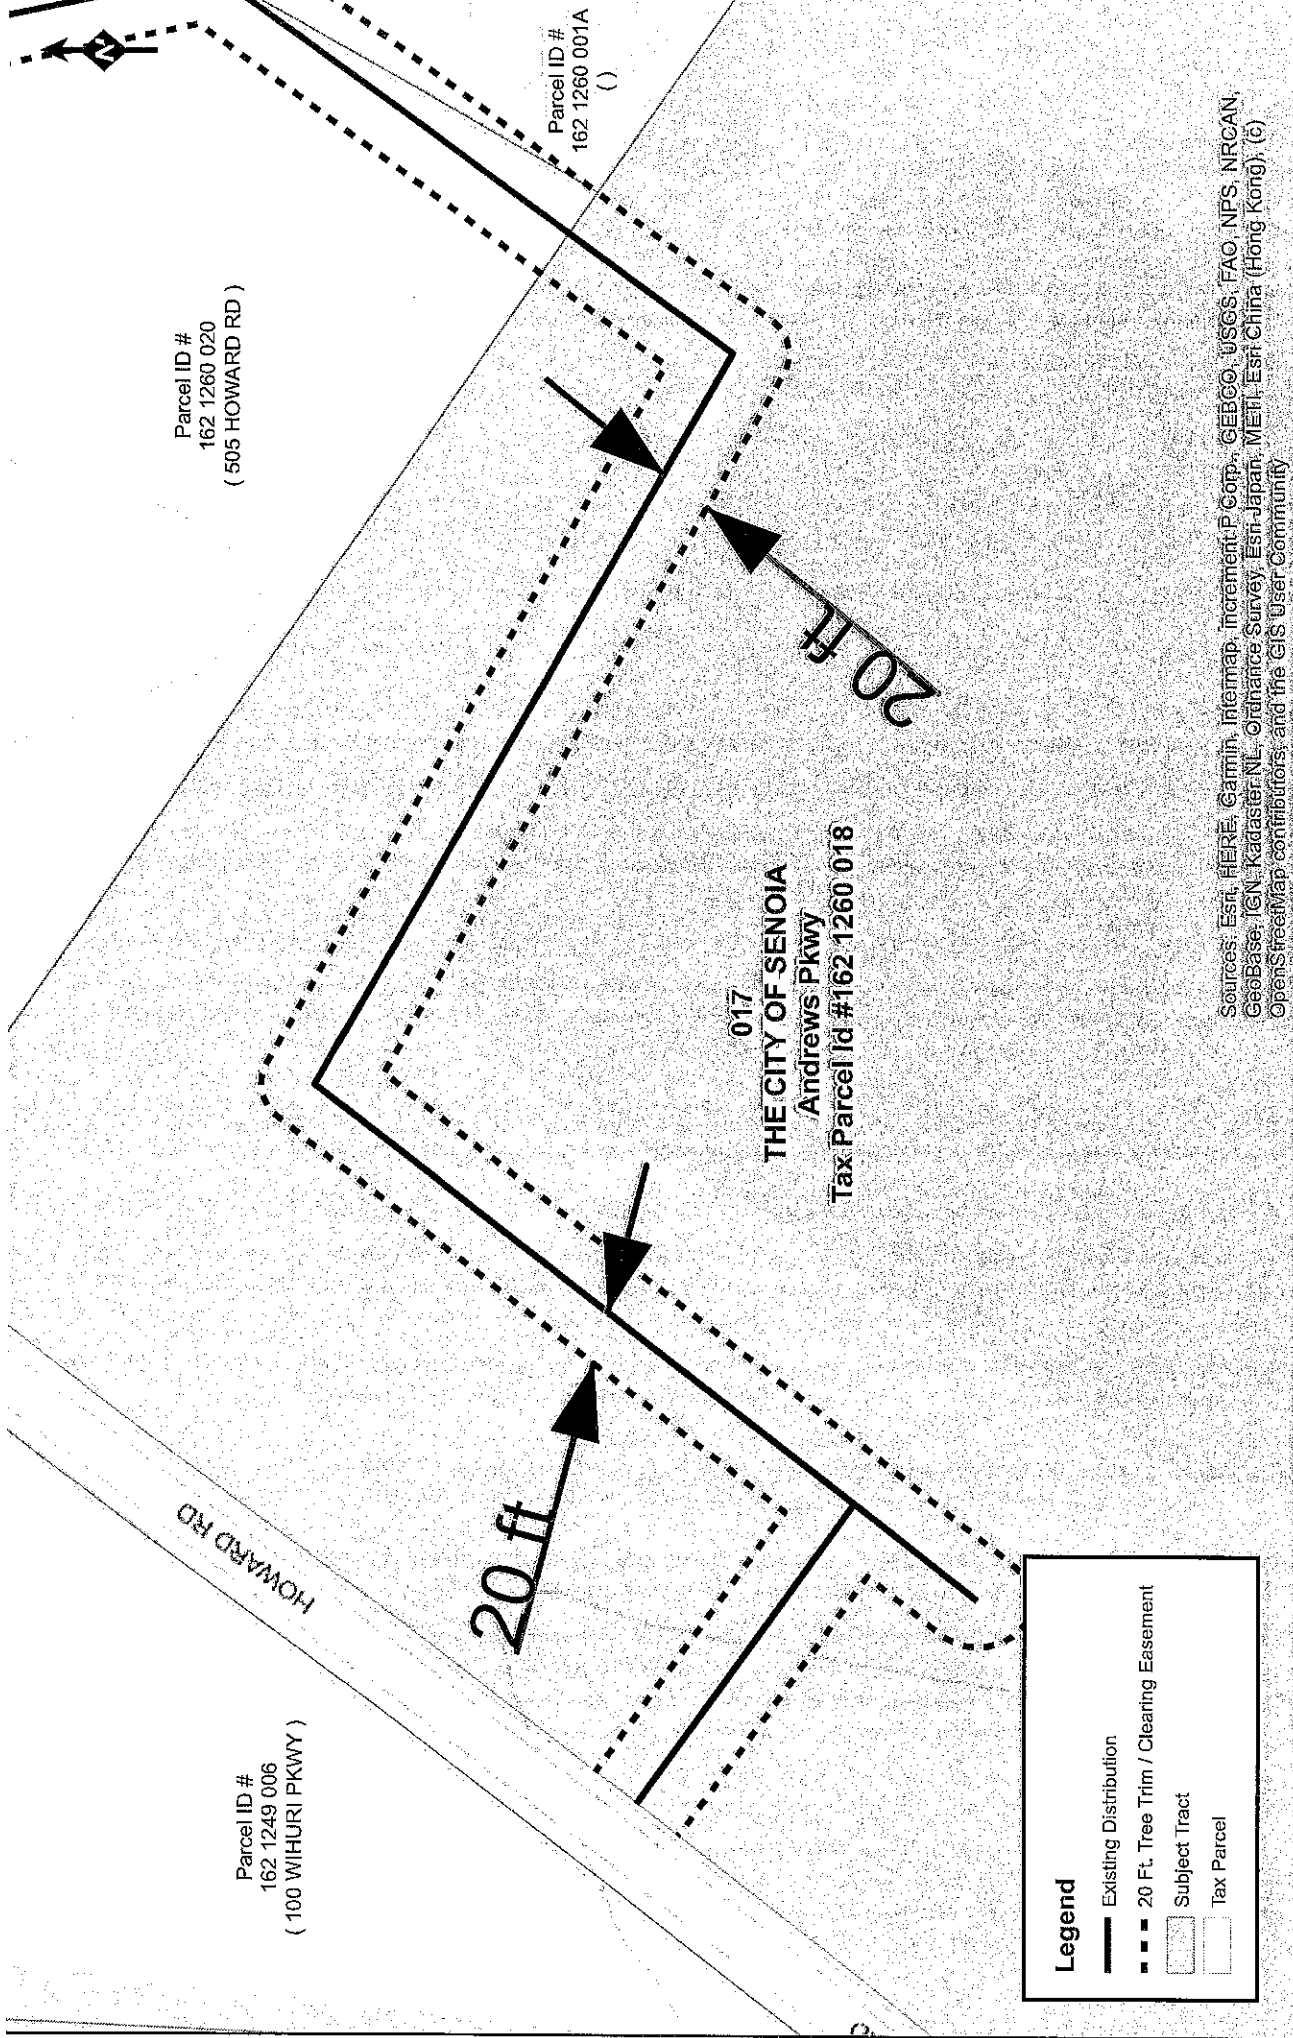 Parcel ID #
162 1249 006
( 100 WIHURI PKWY )
HOWARD RD
20 ft
017
THE CITY OF SENOIA
Andrews Pkwy
Tax Parcel Id #162 1260 018
20 ft
Parcel ID #
162 1260 020
( 505 HOWARD RD )
Parcel ID #
162 1260 001A
( )
N
Legend
Existing Distribution
20 Ft. Tree Trim / Clearing Easement
Subject Tract
Tax Parcel
Sources: Esri, HERE, Garmin, Intermap, increment P Corp., GEBCO, USGS, FAO, NPS, NRCAN,
GeoBase, IGN, Kadaster NL, Ordnance Survey, Esri Japan, METI, Esri China (Hong Kong), (c)
OpenStreetMap contributors, and the GIS User Community